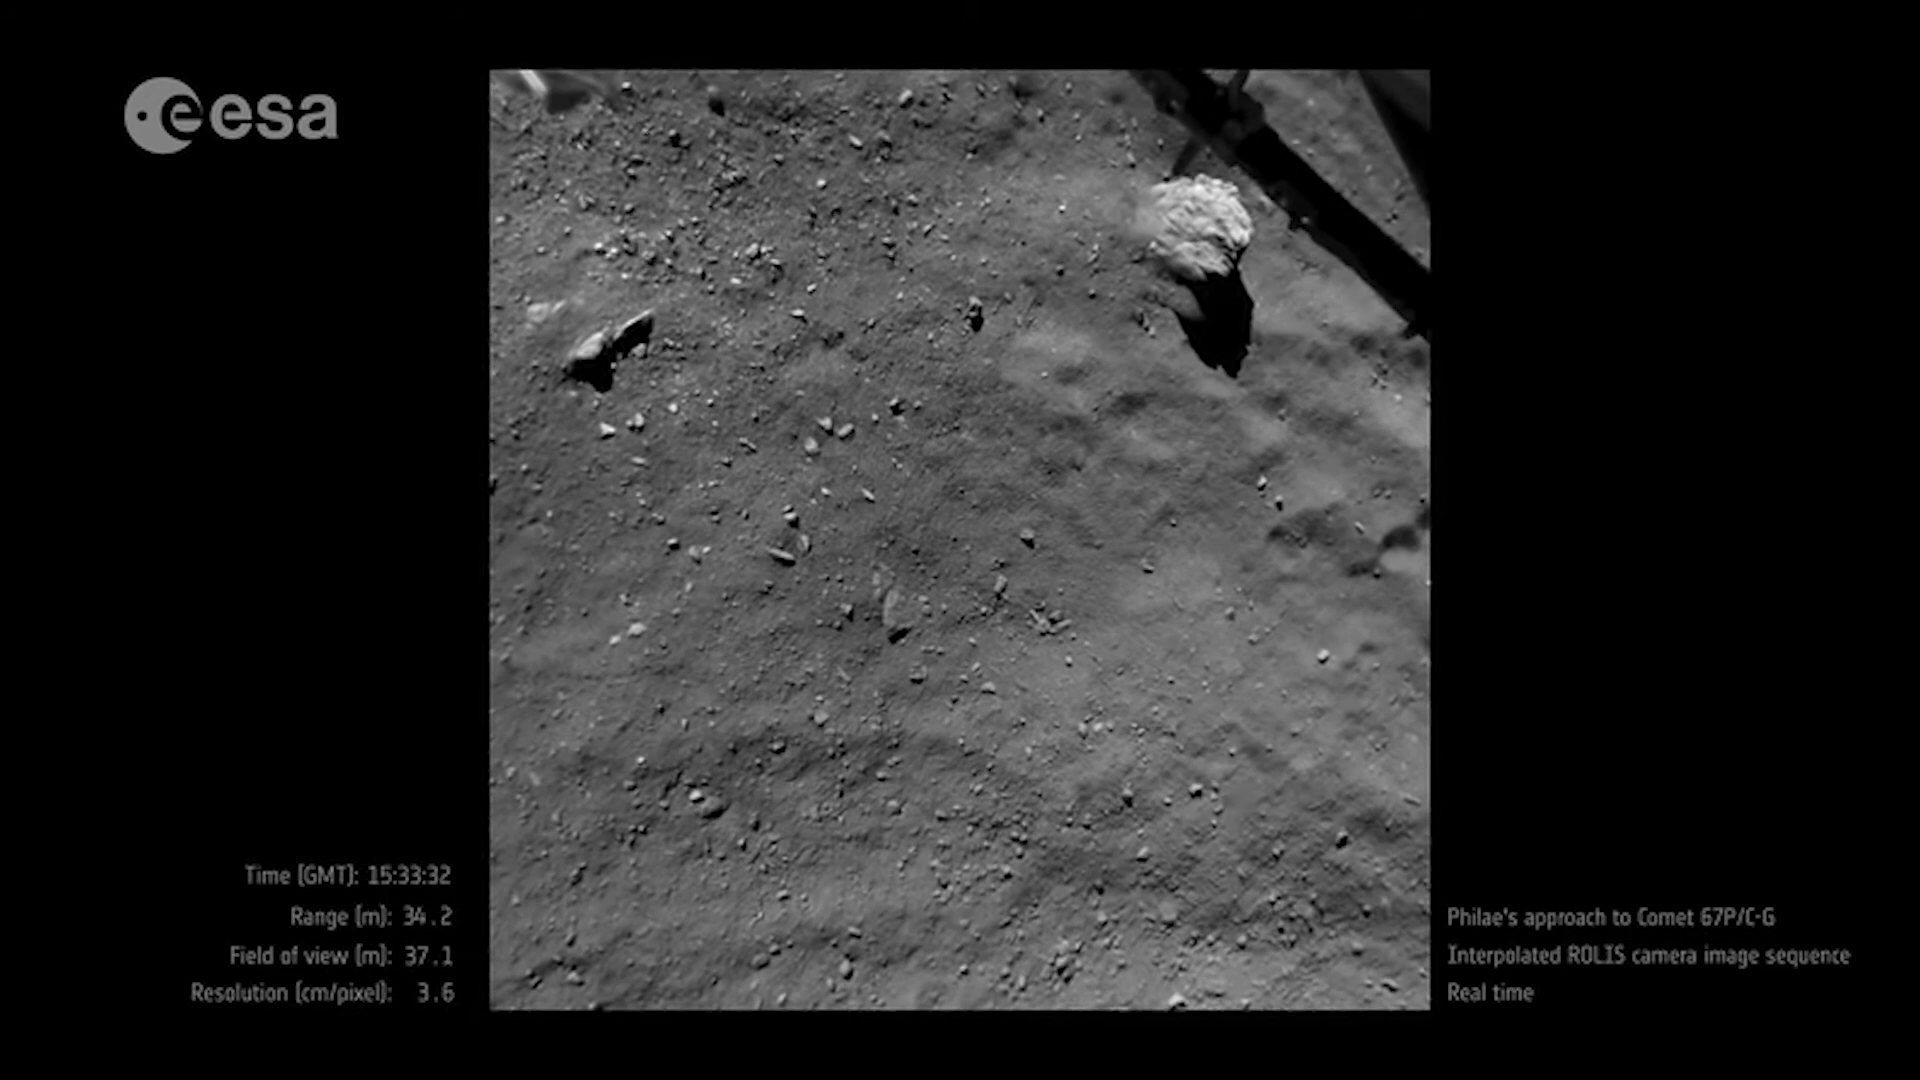 esa
Time (GMT): 15:33:32
Range (m): 34.2
Field of view (m): 37.1
Resolution (cm/pixel): 3.6
Philae's approach to Comet 67P/C-G
Interpolated ROLIS camera image sequence
Real time